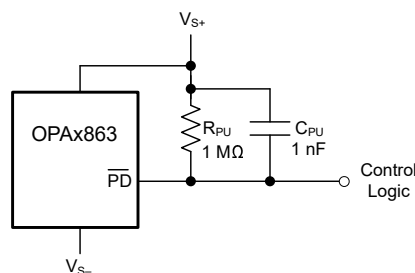 VS+
OPAx863
RPU
1 MΩ
CPU
1 nF
PD
Control
Logic
VS–